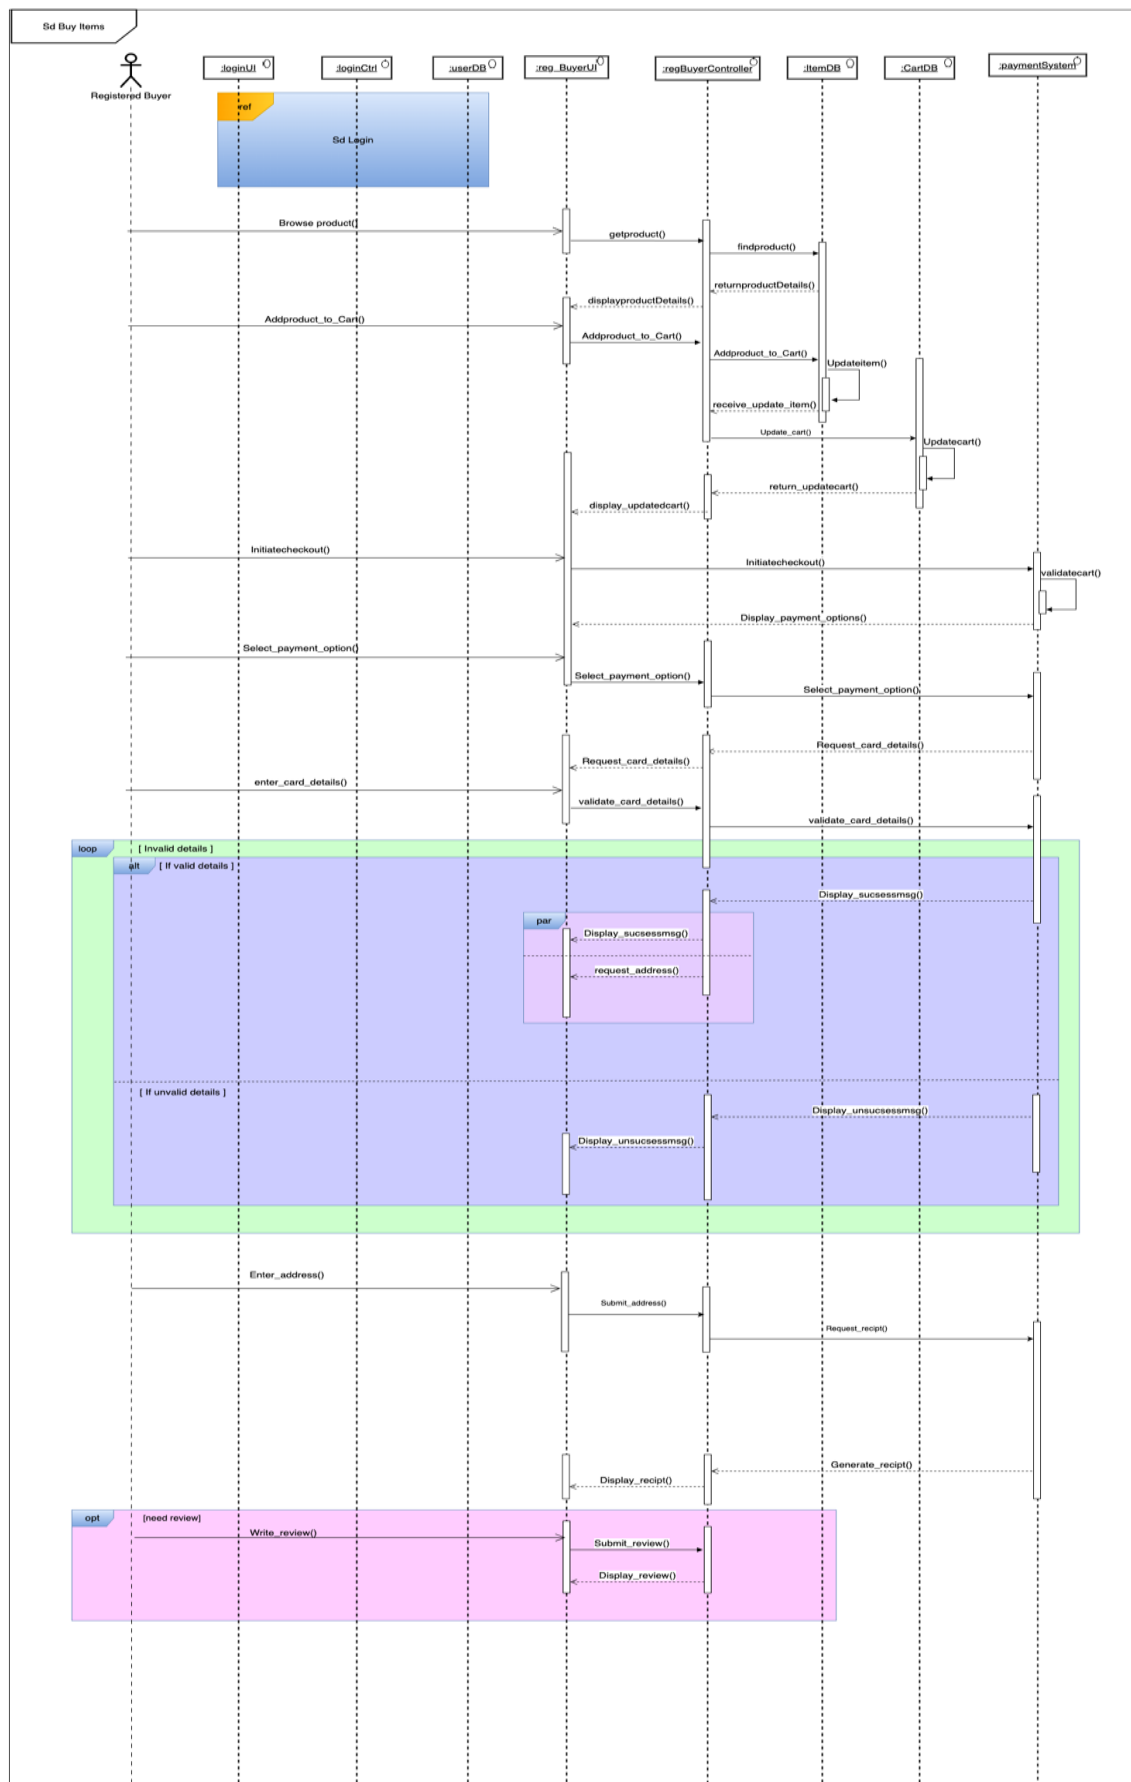 Sd Buy Items
:loginUI
:loginCtrl
:userDB
:reg_BuyerUI
:regBuyerController
:ItemDB
:CartDB
:paymentSystem
Registered Buyer
ref
Sd Login
Browse product()
getproduct()
findproduct()
returnproductDetails()
displayproductDetails()
Addproduct_to_Cart()
Addproduct_to_Cart()
Addproduct_to_Cart()
Updateitem()
receive_update_item()
Update_cart()
Updatecart()
return_updatecart()
display_updatedcart()
Initiatecheckout()
Initiatecheckout()
validatecart()
Display_payment_options()
Select_payment_option()
Select_payment_option()
Select_payment_option()
Request_card_details()
Request_card_details()
enter_card_details()
validate_card_details()
validate_card_details()
loop [ Invalid details ]
alt [ If valid details ]
Display_sucsessmsg()
par
Display_sucsessmsg()
request_address()
[ If unvalid details ]
Display_unsucsessmsg()
Display_unsucsessmsg()
Enter_address()
Submit_address()
Request_recipt()
Generate_recipt()
Display_recipt()
opt [need review]
Write_review()
Submit_review()
Display_review()